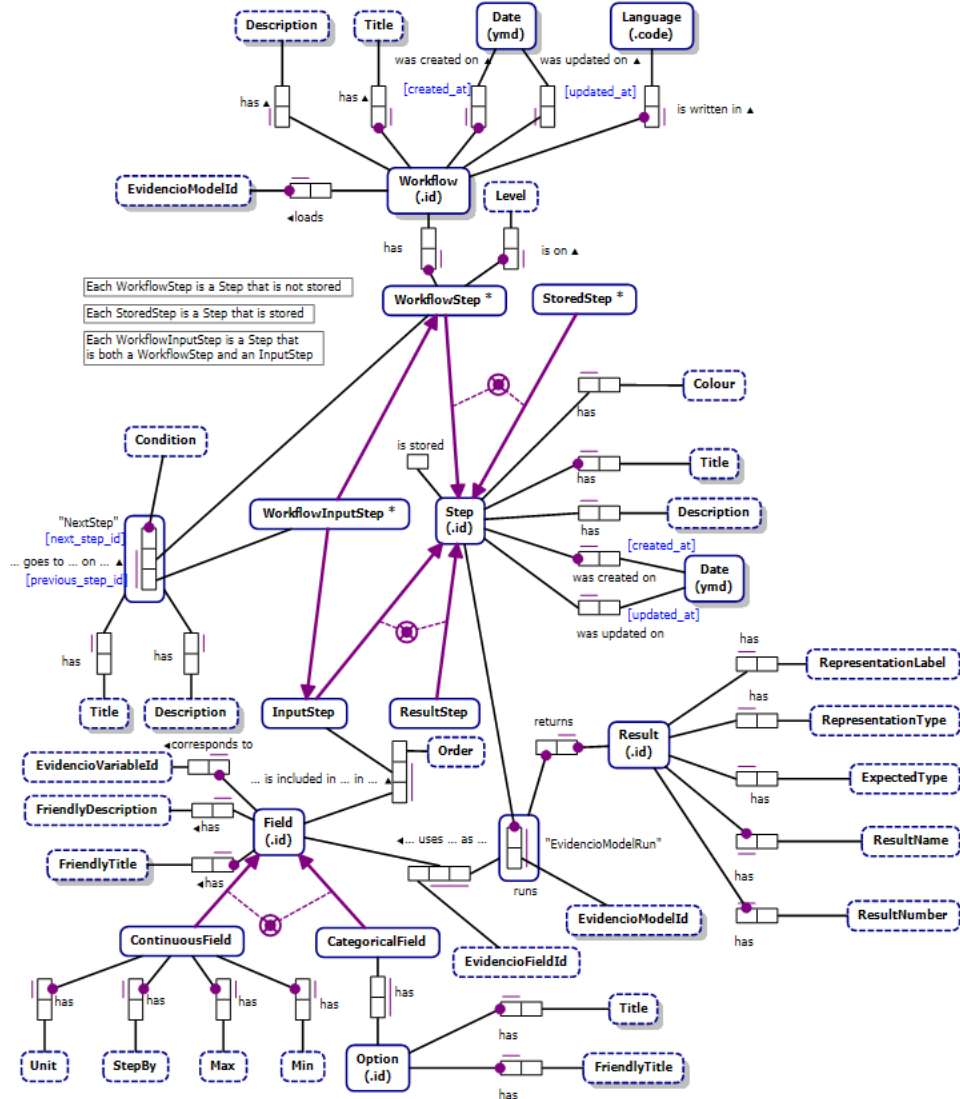 Description
Title
Date
(ymd)
Language
(.code)
was created on ▲
was updated on ▲
[created_at]
[updated_at]
has ▲
has ▲
is written in ▲
EvidencioModelId
Workflow
(.id)
Level
◄loads
has
is on ▲
Each WorkflowStep is a Step that is not stored
Each StoredStep is a Step that is stored
Each WorkflowInputStep is a Step that
is both a WorkflowStep and an InputStep
WorkflowStep *
StoredStep *
Colour
has
Condition
is stored
Title
has
"NextStep"
[next_step_id]
... goes to ... on ... ▲
[previous_step_id]
WorkflowInputStep *
Step
(.id)
Description
has
[created_at]
was created on
Date
(ymd)
[updated_at]
was updated on
has
has
has
RepresentationLabel
Title
Description
InputStep
ResultStep
has
RepresentationType
returns
Result
(.id)
◄corresponds to
Order
EvidencioVariableId
... is included in ... in ... ▲
ExpectedType
has
FriendlyDescription
◄has
Field
(.id)
◄... uses ... as ...
"EvidencioModelRun"
ResultName
has
FriendlyTitle
◄has
runs
EvidencioModelId
ResultNumber
has
ContinuousField
CategoricalField
EvidencioFieldId
has
has
has
has
has
Title
has
Unit
StepBy
Max
Min
Option
(.id)
FriendlyTitle
has